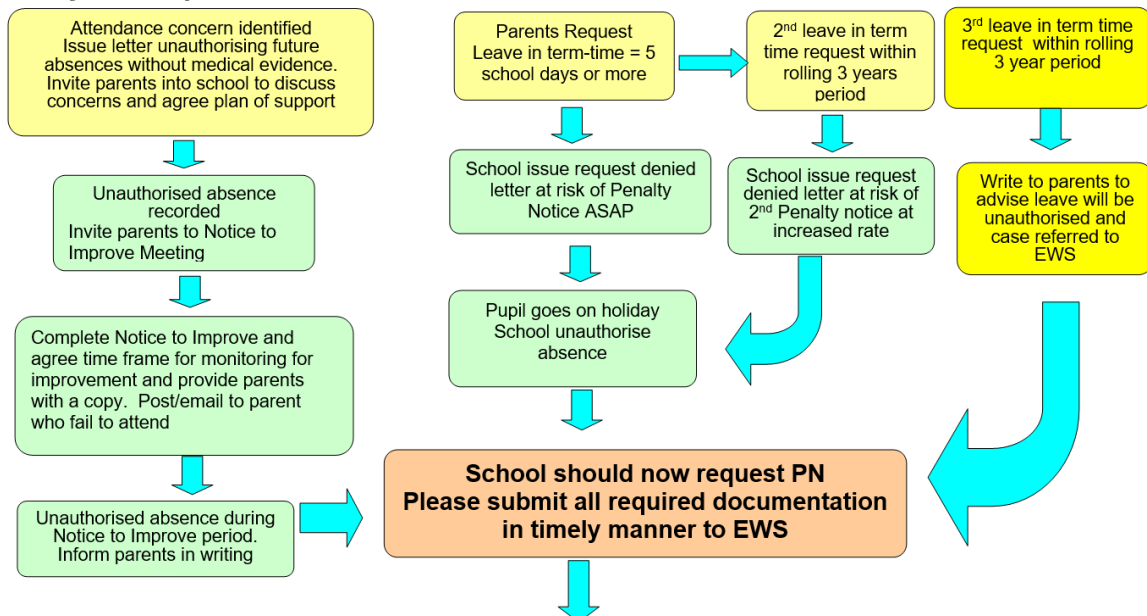 Attendance concern identified
Issue letter unauthorising future
absences without medical evidence.
Invite parents into school to discuss
concerns and agree plan of support
Unauthorised absence
recorded
Invite parents to Notice to
Improve Meeting
Complete Notice to Improve and
agree time frame for monitoring for
improvement and provide parents
with a copy.  Post/email to parent
who fail to attend
Unauthorised absence during
Notice to Improve period.
Inform parents in writing
Parents Request
Leave in term-time = 5
school days or more
School issue request denied
letter at risk of Penalty
Notice ASAP
Pupil goes on holiday
School unauthorise
absence
2nd leave in term
time request within
rolling 3 years
period
School issue request
denied letter at risk of
2nd Penalty notice at
increased rate
3rd leave in term time
request  within rolling
3 year period
Write to parents to
advise leave will be
unauthorised and
case referred to
EWS
School should now request PN
Please submit all required documentation
in timely manner to EWS